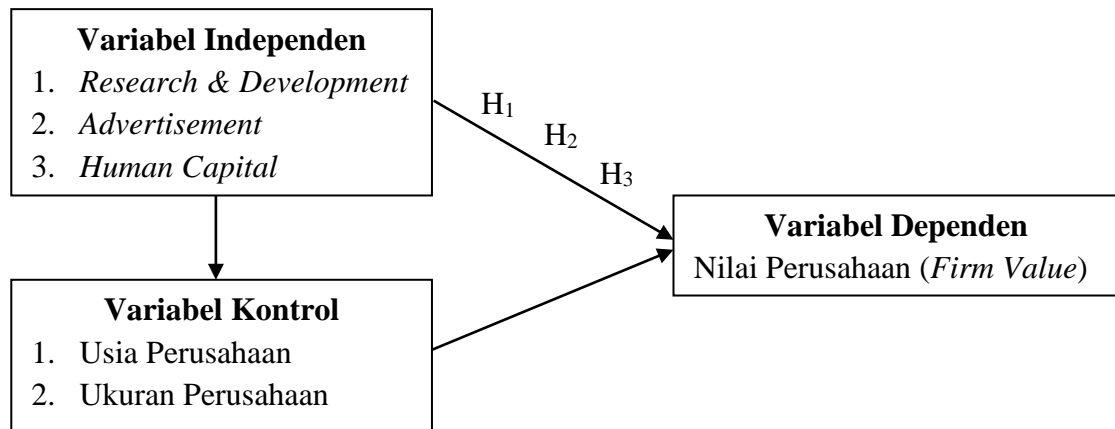 Variabel Independen
1. Research & Development
2. Advertisement
3. Human Capital
H₁
H₂
H₃
Variabel Dependen
Nilai Perusahaan (Firm Value)
Variabel Kontrol
1. Usia Perusahaan
2. Ukuran Perusahaan